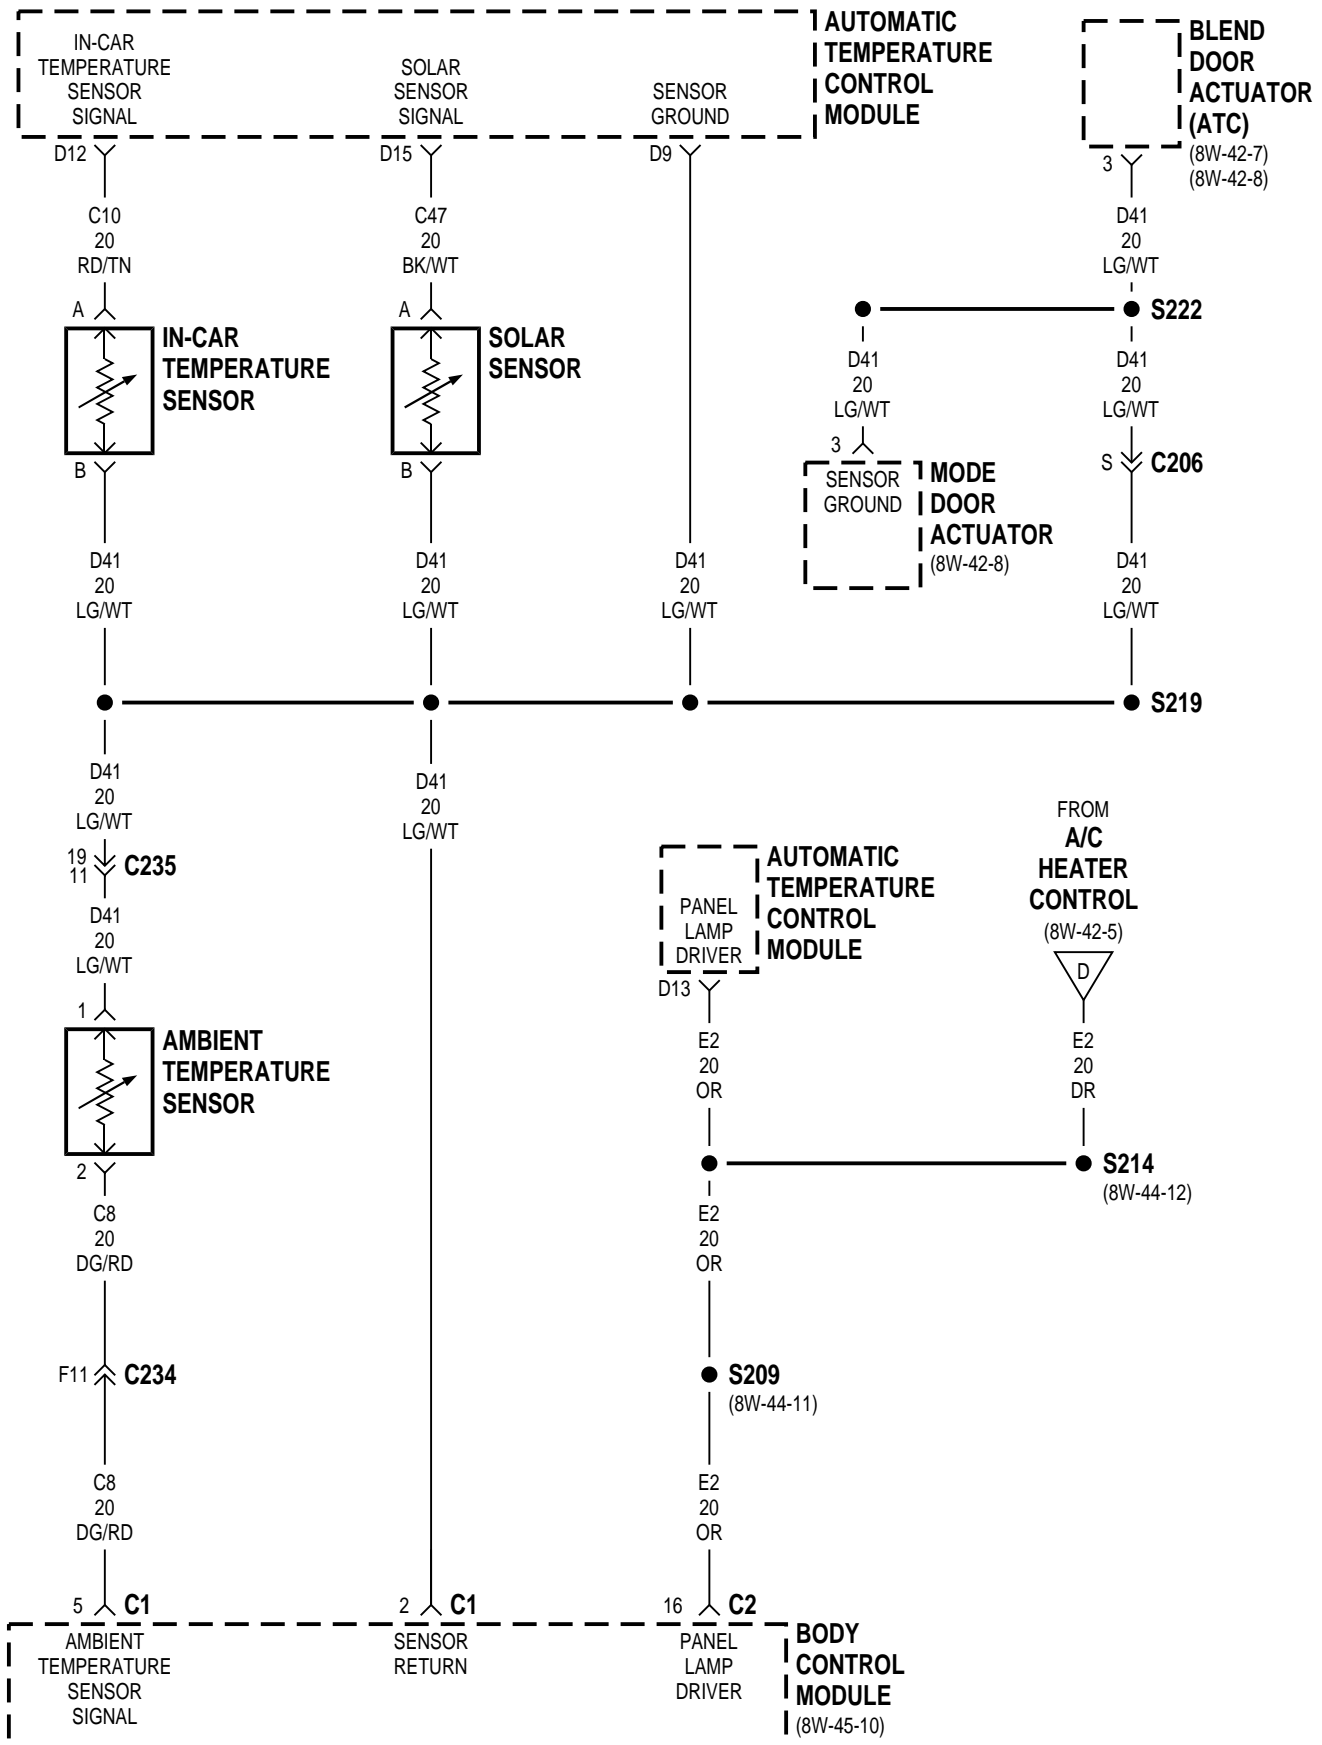 IN-CAR
TEMPERATURE
SENSOR
SIGNAL
SOLAR
SENSOR
SIGNAL
SENSOR
GROUND
AUTOMATIC
TEMPERATURE
CONTROL
MODULE
BLEND
DOOR
ACTUATOR
(ATC)
(8W-42-7)
(8W-42-8)
D12
D15
D9
3
C10
20
RD/TN
C47
20
BK/WT
D41
20
LG/WT
A
A
S222
IN-CAR
TEMPERATURE
SENSOR
SOLAR
SENSOR
D41
20
LG/WT
D41
20
LG/WT
B
B
3
SENSOR
GROUND
MODE
DOOR
ACTUATOR
(8W-42-8)
S
C206
D41
20
LG/WT
D41
20
LG/WT
D41
20
LG/WT
D41
20
LG/WT
S219
D41
20
LG/WT
D41
20
LG/WT
19
11
C235
D41
20
LG/WT
1
AMBIENT
TEMPERATURE
SENSOR
2
PANEL
LAMP
DRIVER
AUTOMATIC
TEMPERATURE
CONTROL
MODULE
FROM
A/C
HEATER
CONTROL
(8W-42-5)
D
D13
E2
20
OR
E2
20
DR
S214
(8W-44-12)
C8
20
DG/RD
E2
20
OR
F11
C234
S209
(8W-44-11)
C8
20
DG/RD
E2
20
OR
5
C1
2
C1
16
C2
AMBIENT
TEMPERATURE
SENSOR
SIGNAL
SENSOR
RETURN
PANEL
LAMP
DRIVER
BODY
CONTROL
MODULE
(8W-45-10)